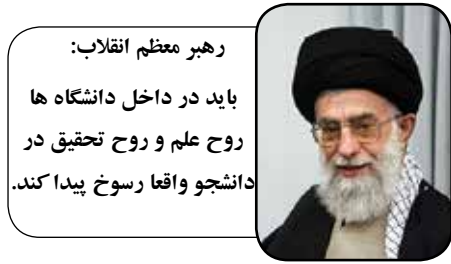 رهبر معظم انقلاب:
باید در داخل دانشگاه ها
روح علم و روح تحقیق در
دانشجو واقعا رسوخ پیدا کند.